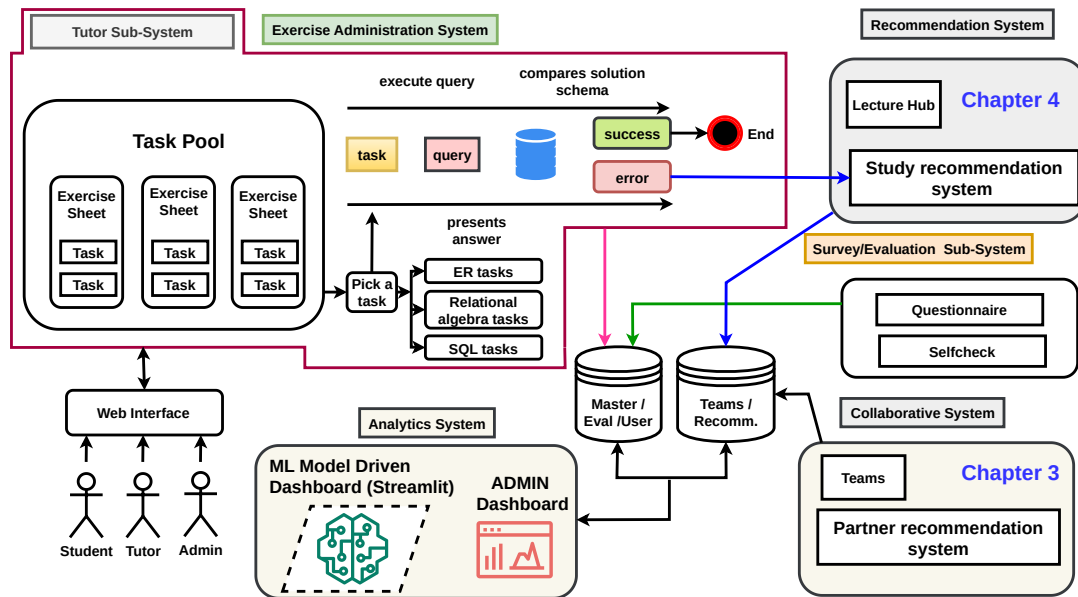 Tutor Sub-System
Exercise Administration System
Recommendation System
execute query
compares solution
schema
Lecture Hub
Chapter 4
Task Pool
task
query
success
End
error
Study recommendation
system
Exercise
Sheet
Task
Task
Exercise
Sheet
Task
Task
Exercise
Sheet
Task
Task
presents
answer
Pick a
task
ER tasks
Relational
algebra tasks
SQL tasks
Survey/Evaluation Sub-System
Questionnaire
Selfcheck
Web Interface
Student
Tutor
Admin
Master /
Eval /User
Teams /
Recomm.
Analytics System
ML Model Driven
Dashboard (Streamlit)
ADMIN
Dashboard
Collaborative System
Teams
Chapter 3
Partner recommendation
system